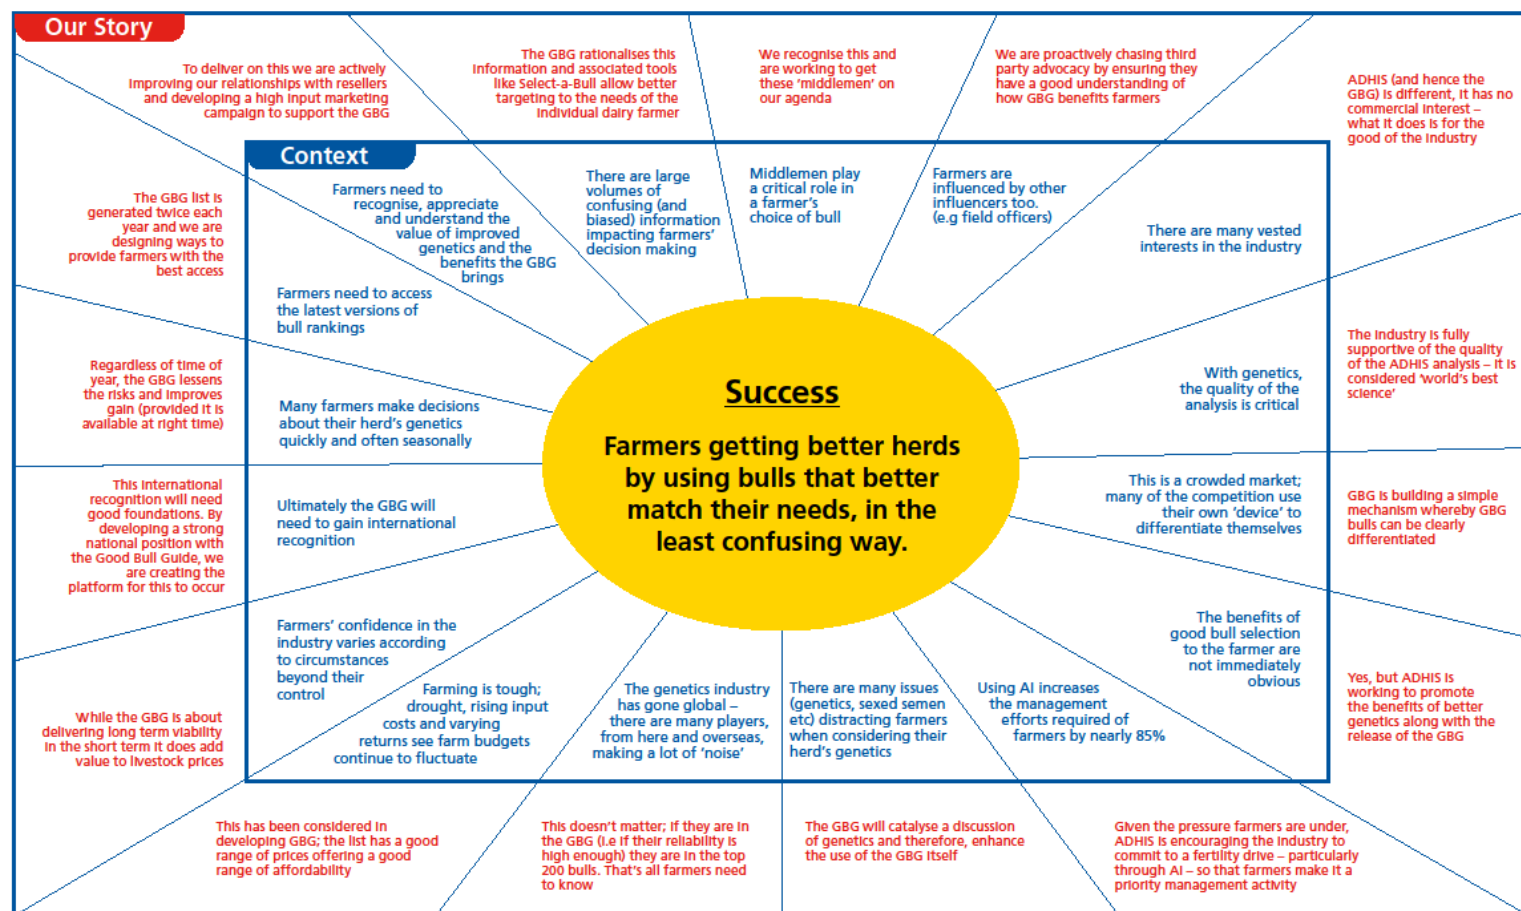 Our Story
To deliver on this we are actively
improving our relationships with resellers
and developing a high input marketing
campaign to support the GBG
The GBG rationalises this
information and associated tools
like Select-a-Bull allow better
targeting to the needs of the
individual dairy farmer
We recognise this and
are working to get
these ‘middlemen’ on
our agenda
We are proactively chasing third
party advocacy by ensuring they
have a good understanding of
how GBG benefits farmers
ADHIS (and hence the
GBG) is different, it has no
commercial interest –
what it does is for the
good of the industry
The industry is fully
supportive of the quality
of the ADHIS analysis – it is
considered ‘world’s best
science’
GBG is building a simple
mechanism whereby GBG
bulls can be clearly
differentiated
Yes, but ADHIS is
working to promote
the benefits of better
genetics along with the
release of the GBG
Given the pressure farmers are under,
ADHIS is encouraging the industry to
commit to a fertility drive – particularly
through AI – so that farmers make it a
priority management activity
The GBG will catalyse a discussion
of genetics and therefore, enhance
the use of the GBG itself
This doesn’t matter; if they are in
the GBG (i.e if their reliability is
high enough) they are in the top
200 bulls. That’s all farmers need
to know
This has been considered in
developing GBG; the list has a good
range of prices offering a good
range of affordability
While the GBG is about
delivering long term viability
in the short term it does add
value to livestock prices
This international
recognition will need
good foundations. By
developing a strong
national position with
the Good Bull Guide, we
are creating the
platform for this to occur
Regardless of time of
year, the GBG lessens
the risks and improves
gain (provided it is
available at right time)
The GBG list is
generated twice each
year and we are
designing ways to
provide farmers with the
best access
Context
Farmers need to
recognise, appreciate
and understand the
value of improved
genetics and the
benefits the GBG
brings
There are large
volumes of
confusing (and
biased) information
impacting farmers’
decision making
Middlemen play
a critical role in
a farmer’s
choice of bull
Farmers are
influenced by other
influencers too.
(e.g field officers)
There are many vested
interests in the industry
With genetics,
the quality of the
analysis is critical
This is a crowded market;
many of the competition use
their own ‘device’ to
differentiate themselves
The benefits of
good bull selection
to the farmer are
not immediately
obvious
Using AI increases
the management
efforts required of
farmers by nearly 85%
There are many issues
(genetics, sexed semen
etc) distracting farmers
when considering their
herd’s genetics
The genetics industry
has gone global –
there are many players,
from here and overseas,
making a lot of ‘noise’
Farming is tough;
drought, rising input
costs and varying
returns see farm budgets
continue to fluctuate
Farmers’ confidence in the
industry varies according
to circumstances
beyond their
control
Ultimately the GBG will
need to gain international
recognition
Many farmers make decisions
about their herd’s genetics
quickly and often seasonally
Farmers need to access
the latest versions of
bull rankings
Success
Farmers getting better herds
by using bulls that better
match their needs, in the
least confusing way.